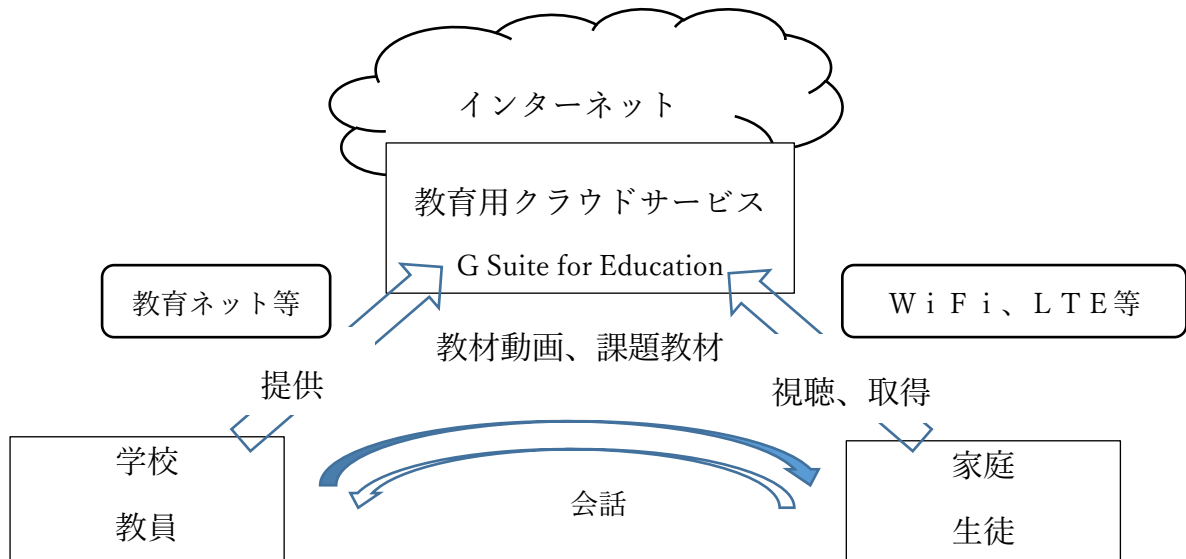 インターネット
教育用クラウドサービス
G Suite for Education
教育ネット等
ＷｉＦｉ、ＬＴＥ等
教材動画、課題教材
提供
視聴、取得
学校
教員
会話
家庭
生徒